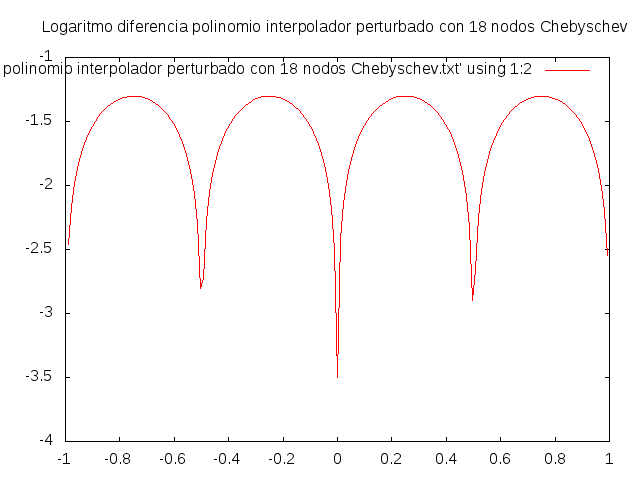 Logaritmo diferencia polinomio interpolador perturbado con 18 nodos Chebyschev
polinomio interpolador perturbado con 18 nodos Chebyschev.txt' using 1:2
-1
-1.5
-2
-2.5
-3
-3.5
-4
-1 -0.8 -0.6 -0.4 -0.2 0 0.2 0.4 0.6 0.8 1